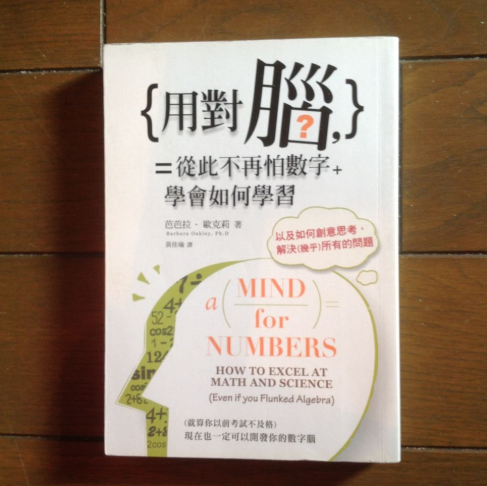 {用對腦,}
?
=從此不再怕數字+
學會如何學習
芭芭拉・歐克莉 著
Barbara Oakley, Ph.D
黃佳瑜 譯
以及如何創意思考、
解決(幾乎)所有的問題
a (MIND
for
NUMBERS) =
HOW TO EXCEL AT
MATH AND SCIENCE
(Even if you Flunked Algebra)
(就算你以前考試不及格)
現在也一定可以開發你的數字腦